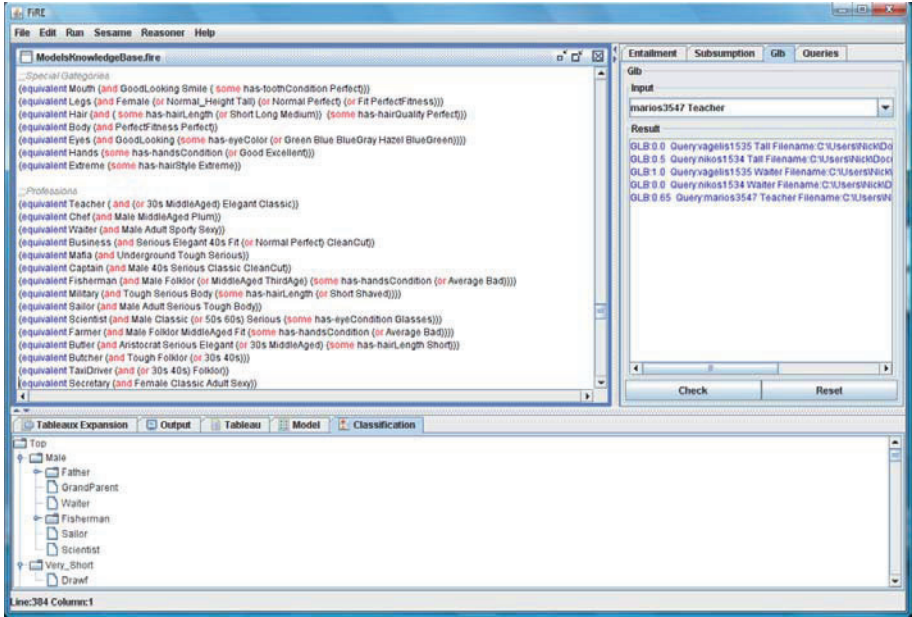 FiRE
File Edit Run Sesame Reasoner Help
ModelsKnowledgeBase.fire
;;;Special Gategories
(equivalent Mouth (and GoodLooking Smile ( some has-toothCondition Perfect)))
(equivalent Legs (and Female (or Normal_Height Tall) (or Normal Perfect) (or Fit PerfectFitness)))
(equivalent Hair (and ( some has-hairLength (or Short Long Medium)) (some has-hairQuality Perfect)))
(equivalent Body (and PerfectFitness Perfect))
(equivalent Eyes (and GoodLooking (some has-eyeColor (or Green Blue BlueGray Hazel BlueGreen))))
(equivalent Hands (some has-handsCondition (or Good Excellent)))
(equivalent Extreme (some has-hairStyle Extreme))
;;;Professions
(equivalent Teacher ( and (or 30s MiddleAged) Elegant Classic))
(equivalent Chef (and Male MiddleAged Plum))
(equivalent Waiter (and Male Adult Sporty Sexy))
(equivalent Business (and Serious Elegant 40s Fit (or Normal Perfect) CleanCut))
(equivalent Mafia (and Underground Tough Serious))
(equivalent Captain (and Male 40s Serious Classic CleanCut))
(equivalent Fisherman (and Male Folklor (or MiddleAged ThirdAge) (some has-handsCondition (or Average Bad))))
(equivalent Military (and Tough Serious Body (some has-hairLength (or Short Shaved))))
(equivalent Sailor (and Male Adult Serious Tough Body))
(equivalent Scientist (and Male Classic (or 50s 60s) Serious (some has-eyeCondition Glasses)))
(equivalent Farmer (and Male Folklor MiddleAged Fit (some has-handsCondition (or Average Bad))))
(equivalent Butler (and Aristocrat Serious Elegant (or 30s MiddleAged) (some has-hairLength Short)))
(equivalent Butcher (and Tough Folklor (or 30s 40s)))
(equivalent TaxiDriver (and (or 30s 40s) Folklor))
(equivalent Secretary (and Female Classic Adult Sexy))
Entailment Subsumption Glb Queries
Glb
Input
marios3547 Teacher
Result
GLB:0.0 Query:vagelis1535 Tall Filename:C:\Users\Nick\Do
GLB:0.5 Query:nikos1534 Tall Filename:C:\Users\Nick\Doc
GLB:1.0 Query:vagelis1535 Waiter Filename:C:\Users\Nick\
GLB:0.0 Query:nikos1534 Waiter Filename:C:\Users\Nick\D
GLB:0.65 Query:marios3547 Teacher Filename:C:\Users\N
Check Reset
Tableaux Expansion Output Tableau Model Classification
Top
Male
Father
GrandParent
Waiter
Fisherman
Sailor
Scientist
Very_Short
Drawf
Line:384 Column:1